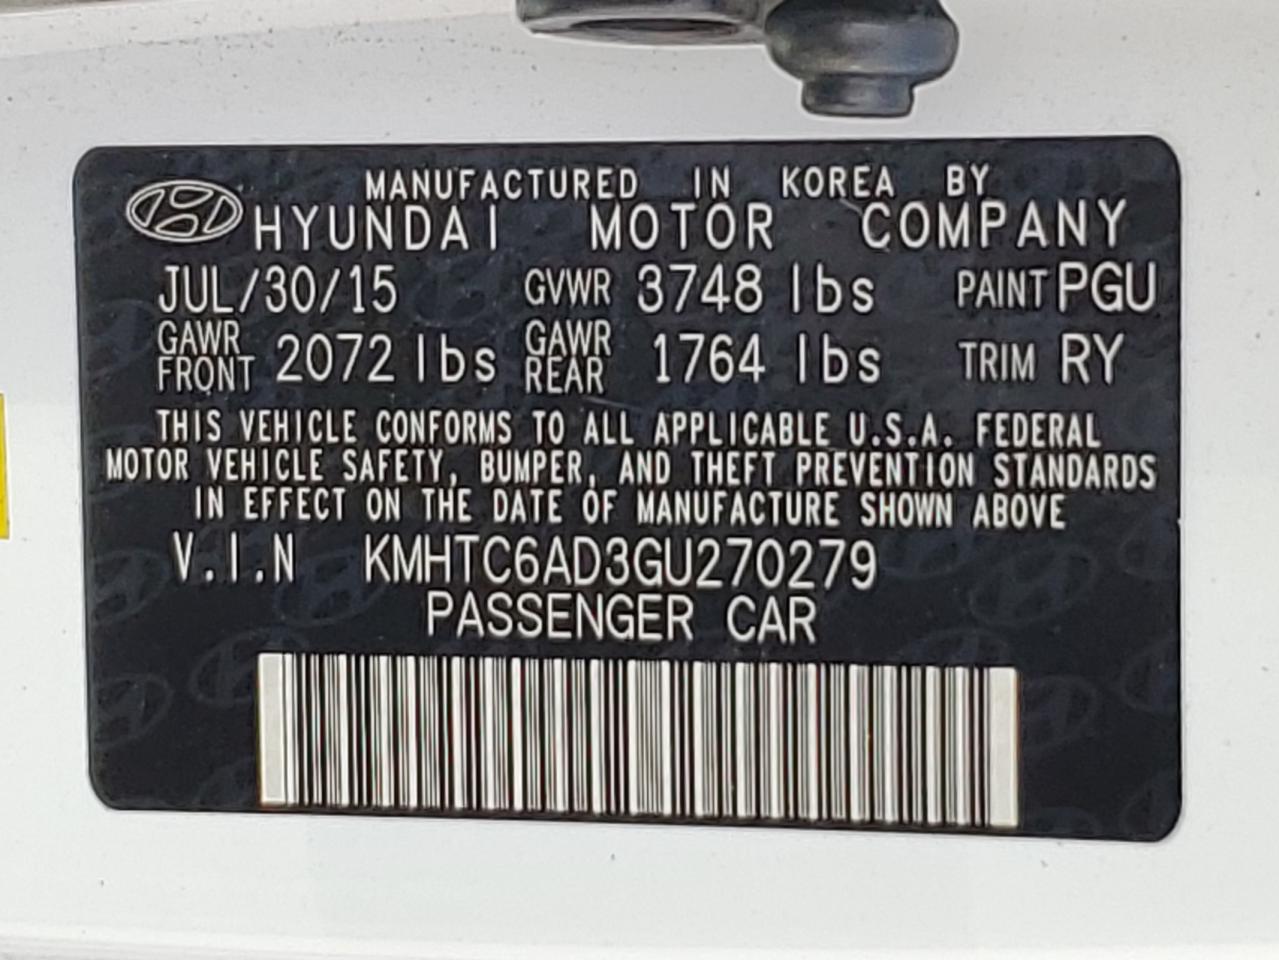 MANUFACTURED IN KOREA BY
HYUNDAI MOTOR COMPANY
JUL/30/15 GVWR 3748 lbs PAINT PGU
GAWR FRONT 2072 lbs GAWR REAR 1764 lbs TRIM RY
THIS VEHICLE CONFORMS TO ALL APPLICABLE U.S.A. FEDERAL
MOTOR VEHICLE SAFETY, BUMPER, AND THEFT PREVENTION STANDARDS
IN EFFECT ON THE DATE OF MANUFACTURE SHOWN ABOVE
V.I.N KMHTC6AD3GU270279
PASSENGER CAR